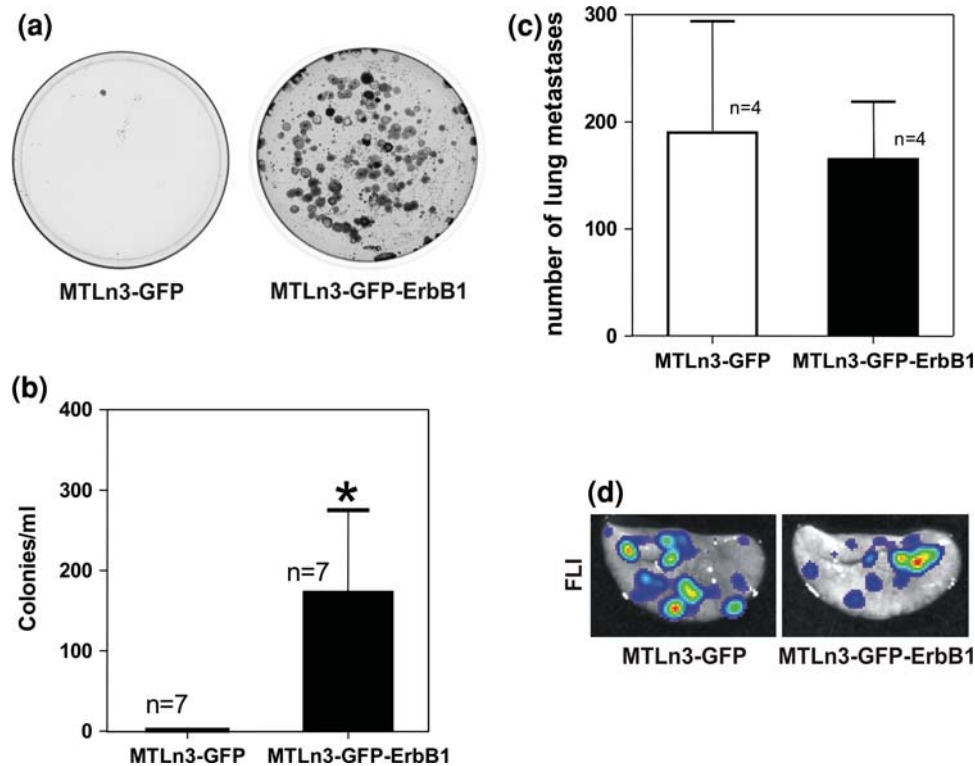 (a)
MTLn3-GFP
MTLn3-GFP-ErbB1
(b)
Colonies/ml
400
300
200
100
0
n=7
n=7
*
MTLn3-GFP
MTLn3-GFP-ErbB1
(c)
number of lung metastases
300
200
100
0
n=4
n=4
MTLn3-GFP
MTLn3-GFP-ErbB1
(d)
FLI
MTLn3-GFP
MTLn3-GFP-ErbB1